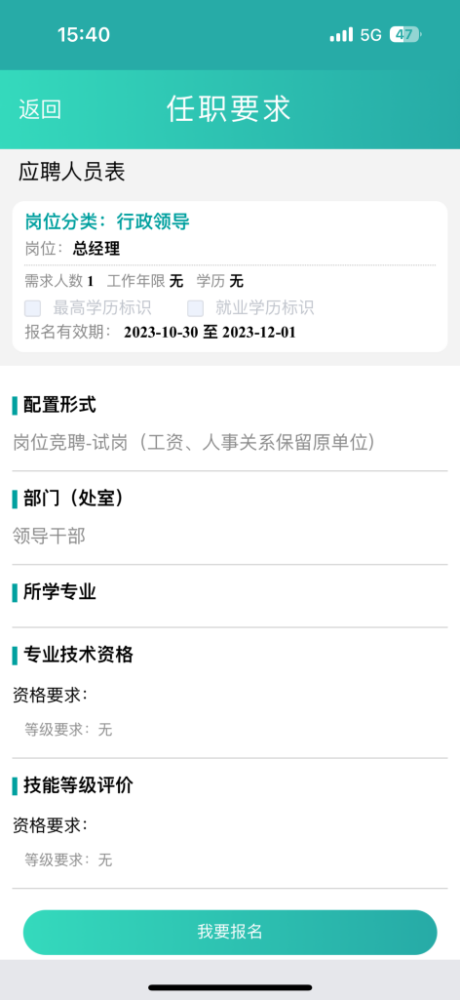 15:40 5G 47
返回 任职要求
应聘人员表
岗位分类：行政领导
岗位：总经理
需求人数 1 工作年限 无 学历 无
最高学历标识 就业学历标识
报名有效期： 2023-10-30 至 2023-12-01
配置形式
岗位竞聘-试岗（工资、人事关系保留原单位）
部门（处室）
领导干部
所学专业
专业技术资格
资格要求：
等级要求：无
技能等级评价
资格要求：
等级要求：无
我要报名